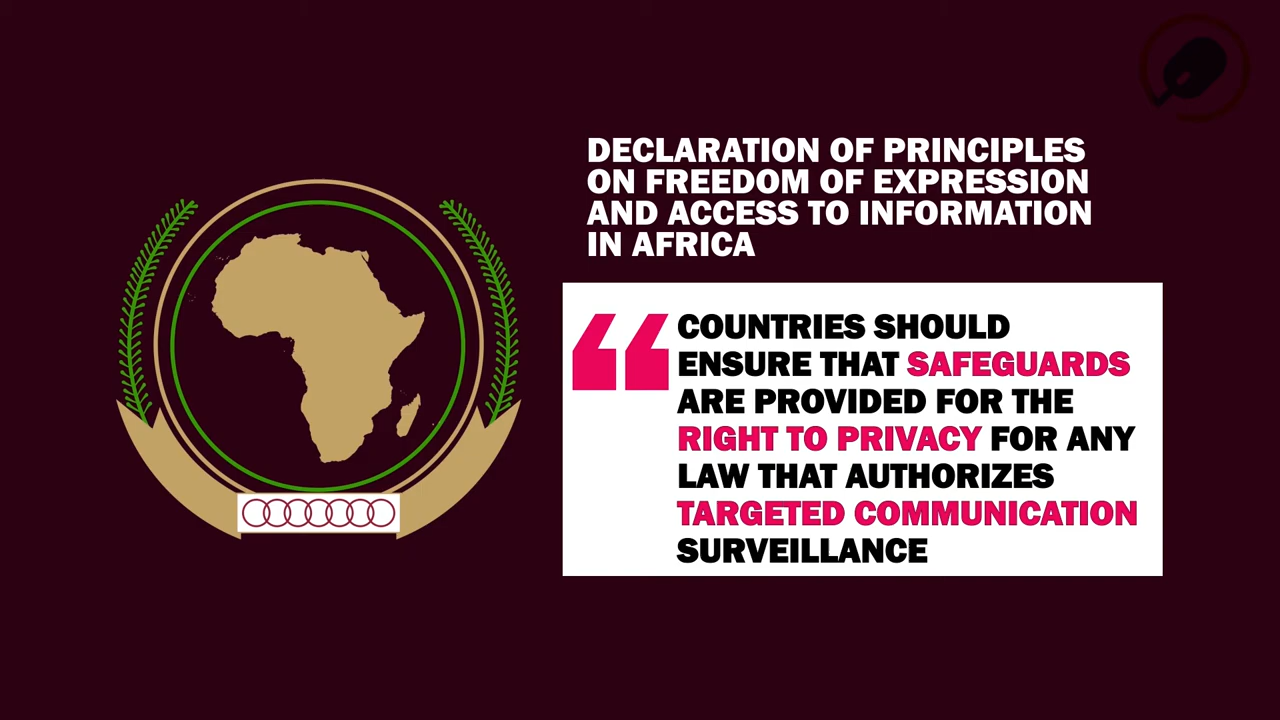 DECLARATION OF PRINCIPLES
ON FREEDOM OF EXPRESSION
AND ACCESS TO INFORMATION
IN AFRICA
“ COUNTRIES SHOULD
ENSURE THAT SAFEGUARDS
ARE PROVIDED FOR THE
RIGHT TO PRIVACY FOR ANY
LAW THAT AUTHORIZES
TARGETED COMMUNICATION
SURVEILLANCE